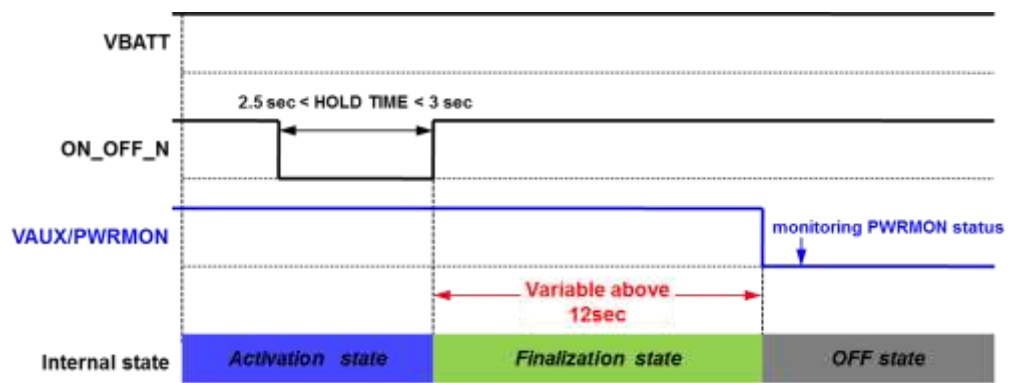 VBATT
2.5 sec < HOLD TIME < 3 sec
ON_OFF_N
VAUX/PWRMON
monitoring PWRMON status
Variable above
12sec
Internal state
Activation state
Finalization state
OFF state